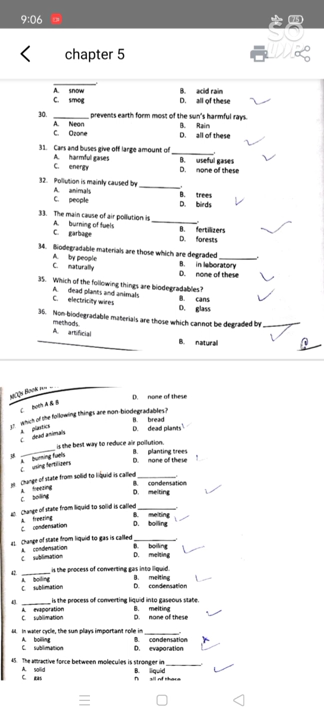 9:06
75
chapter 5
A. snow B. acid rain
C. smog D. all of these
30. ________ prevents earth form most of the sun's harmful rays.
A. Neon B. Rain
C. Ozone D. all of these
31. Cars and buses give off large amount of ________.
A. harmful gases B. useful gases
C. energy D. none of these
32. Pollution is mainly caused by ________.
A. animals B. trees
C. people D. birds
33. The main cause of air pollution is ________
A. burning of fuels B. fertilizers
C. garbage D. forests
34. Biodegradable materials are those which are degraded ________
A. by people B. in laboratory
C. naturally D. none of these
35. Which of the following things are biodegradables?
A. dead plants and animals B. cans
C. electricity wires D. glass
36. Non-biodegradable materials are those which cannot be degraded by ________
methods.
A. artificial B. natural
MCQs Book
C. both A & B D. none of these
37. Which of the following things are non-biodegradables?
A. plastics B. bread
C. dead animals D. dead plants
38. ________ is the best way to reduce air pollution.
A. burning fuels B. planting trees
C. using fertilizers D. none of these
39. Change of state from solid to liquid is called ________
A. freezing B. condensation
C. boiling D. melting
40. Change of state from liquid to solid is called ________
A. freezing B. melting
C. condensation D. boiling
41. Change of state from liquid to gas is called ________
A. condensation B. boiling
C. sublimation D. melting
42. ________ is the process of converting gas into liquid.
A. boiling B. melting
C. sublimation D. condensation
43. ________ is the process of converting liquid into gaseous state.
A. evaporation B. melting
C. sublimation D. none of these
44. In water cycle, the sun plays important role in ________.
A. boiling B. condensation
C. sublimation D. evaporation
45. The attractive force between molecules is stronger in ________
A. solid B. liquid
C. gas D. all of these